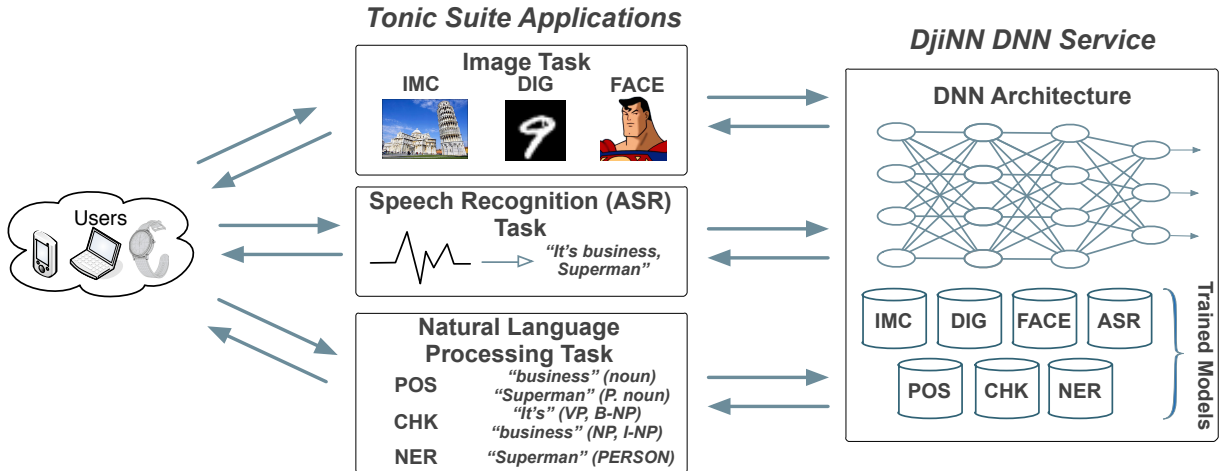 Tonic Suite Applications
DjiNN DNN Service
Users
Image Task
IMC DIG FACE
9
Speech Recognition (ASR)
Task
“It’s business,
Superman”
Natural Language
Processing Task
POS “business” (noun)
“Superman” (P. noun)
CHK “It’s” (VP, B-NP)
“business” (NP, I-NP)
NER “Superman” (PERSON)
DNN Architecture
IMC DIG FACE ASR
POS CHK NER
Trained Models